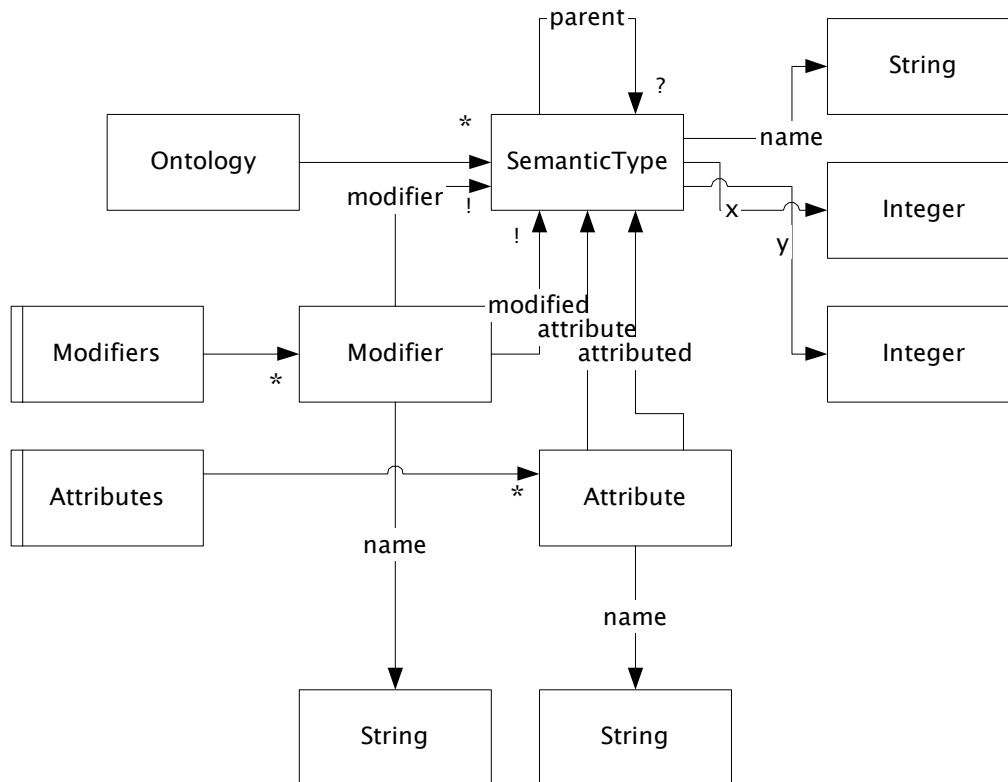 parent
String
?
*
name
Ontology
SemanticType
modifier
!
x
Integer
!
y
modified
attribute
Modifiers
Modifier
attributed
Integer
*
Attributes
*
Attribute
name
name
String
String